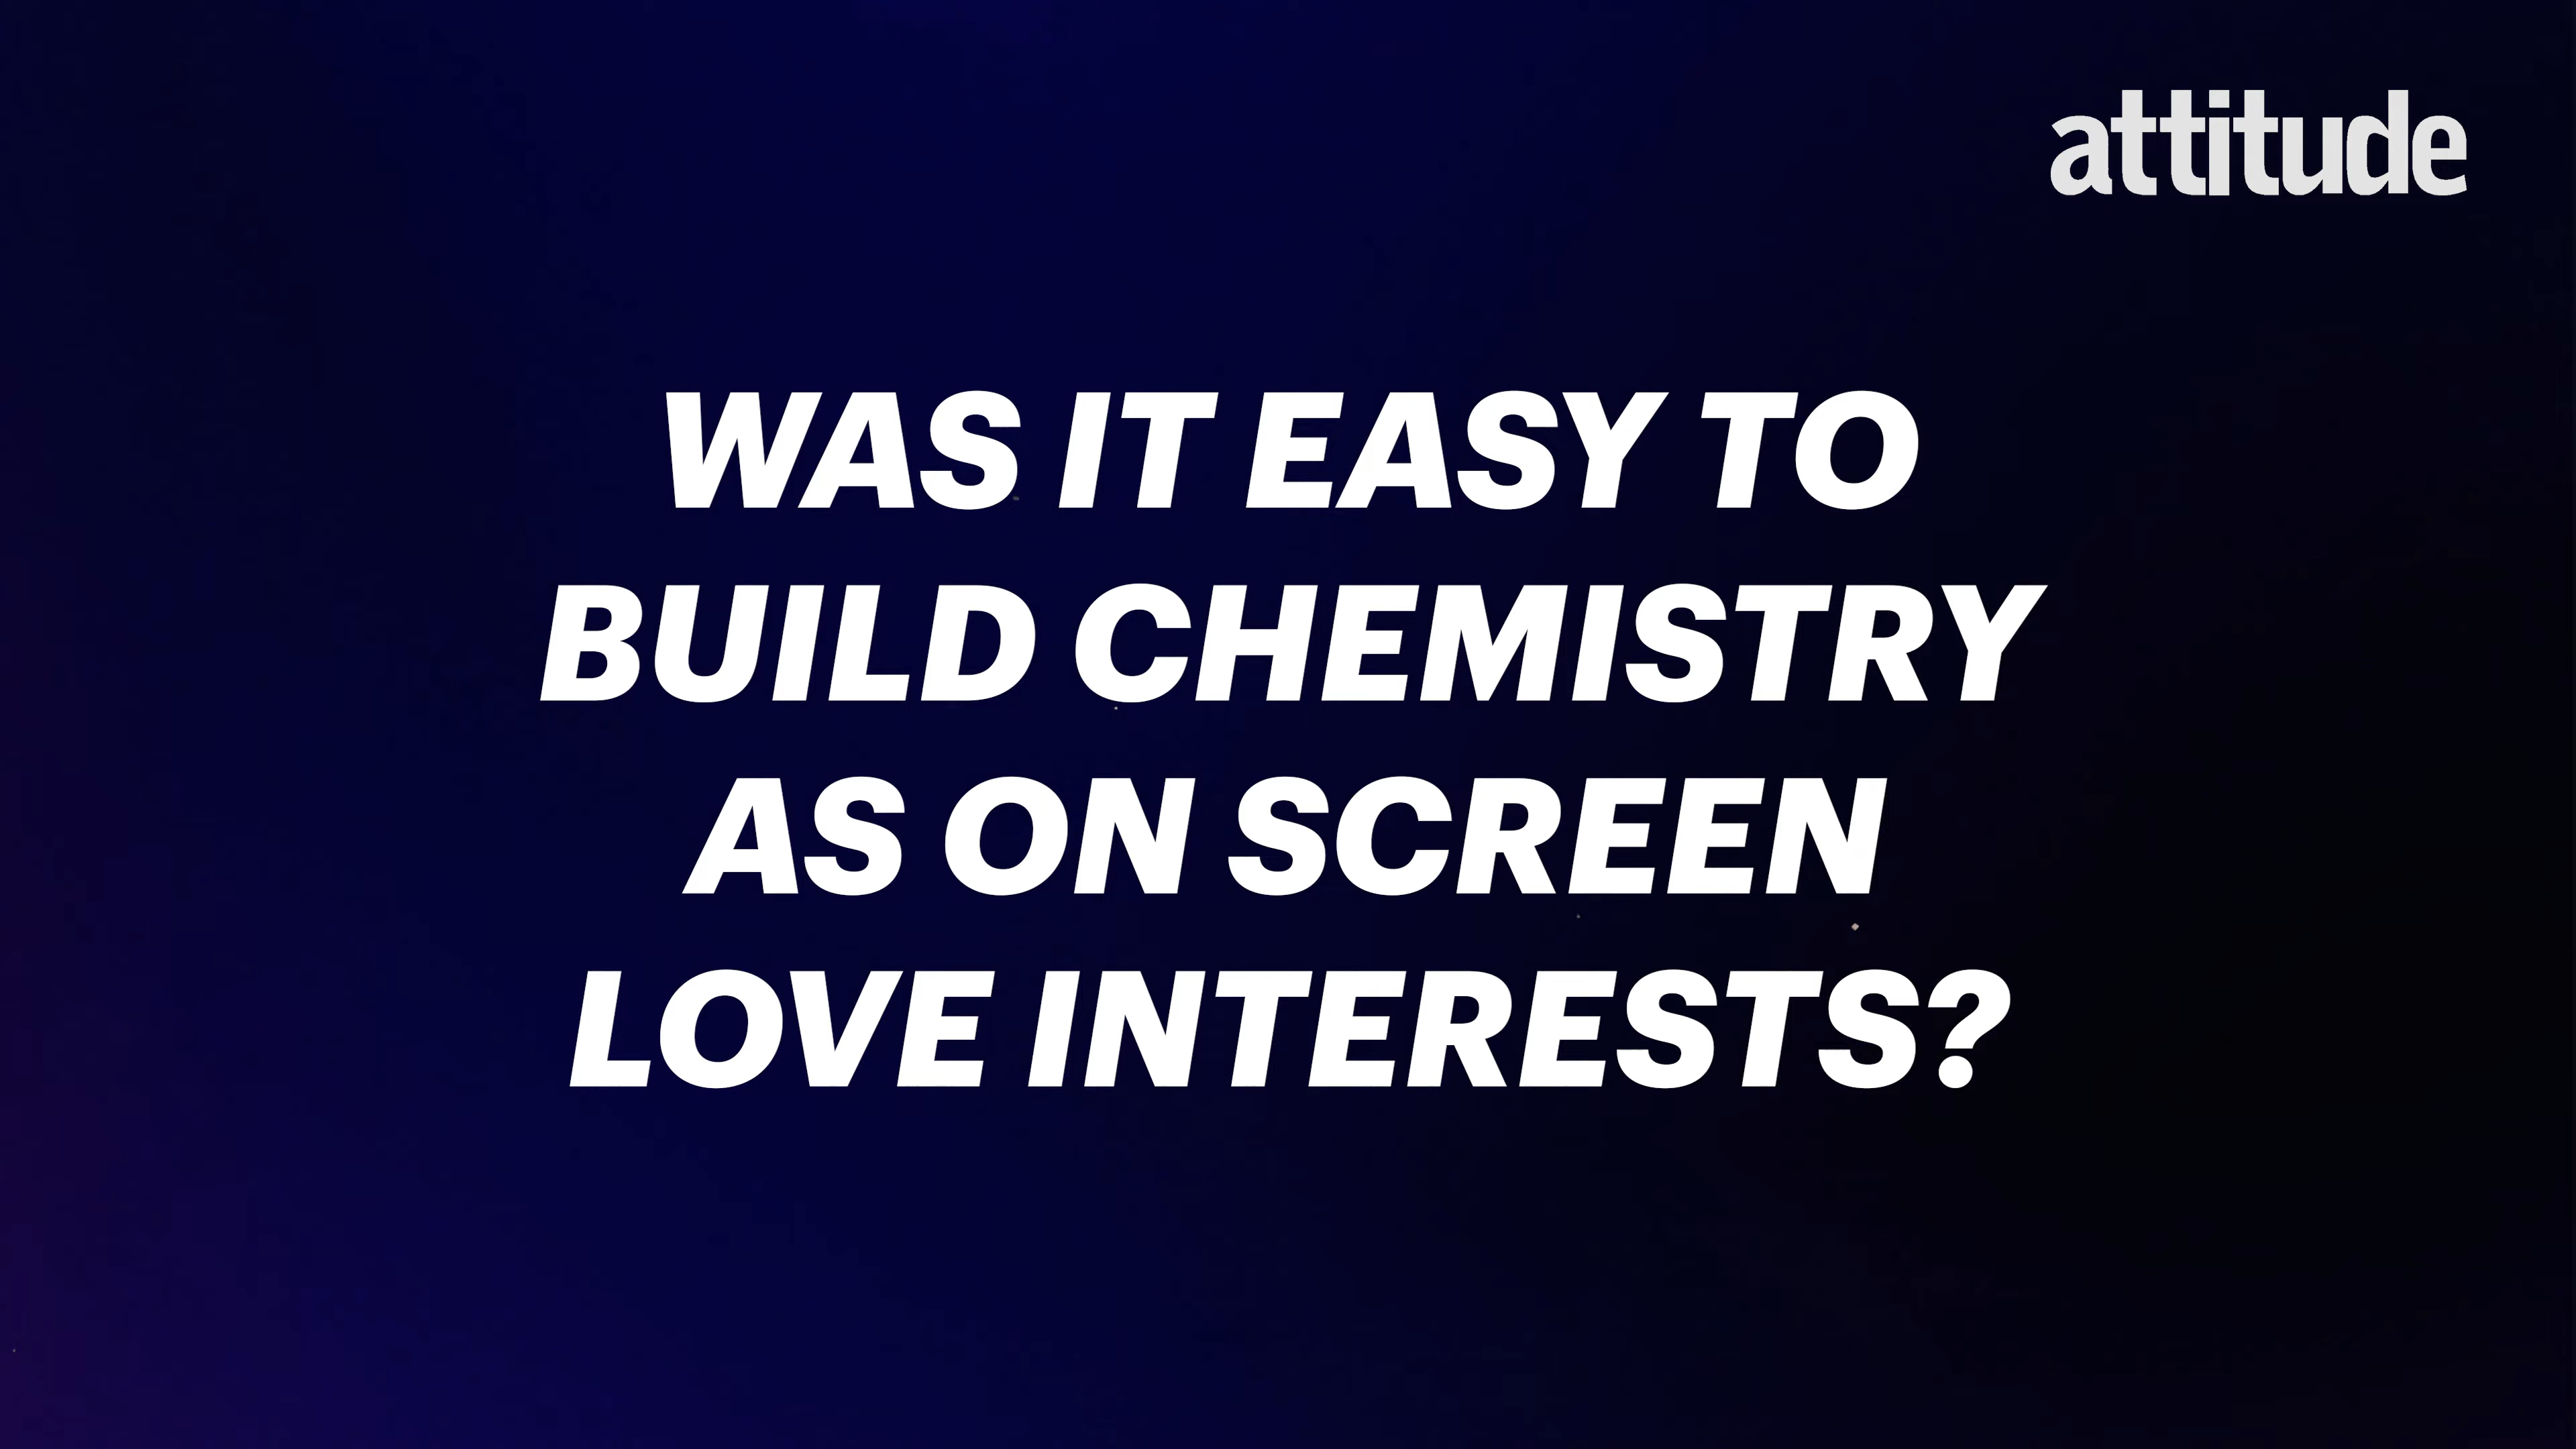 attitude
WAS IT EASY TO
BUILD CHEMISTRY
AS ON SCREEN
LOVE INTERESTS?